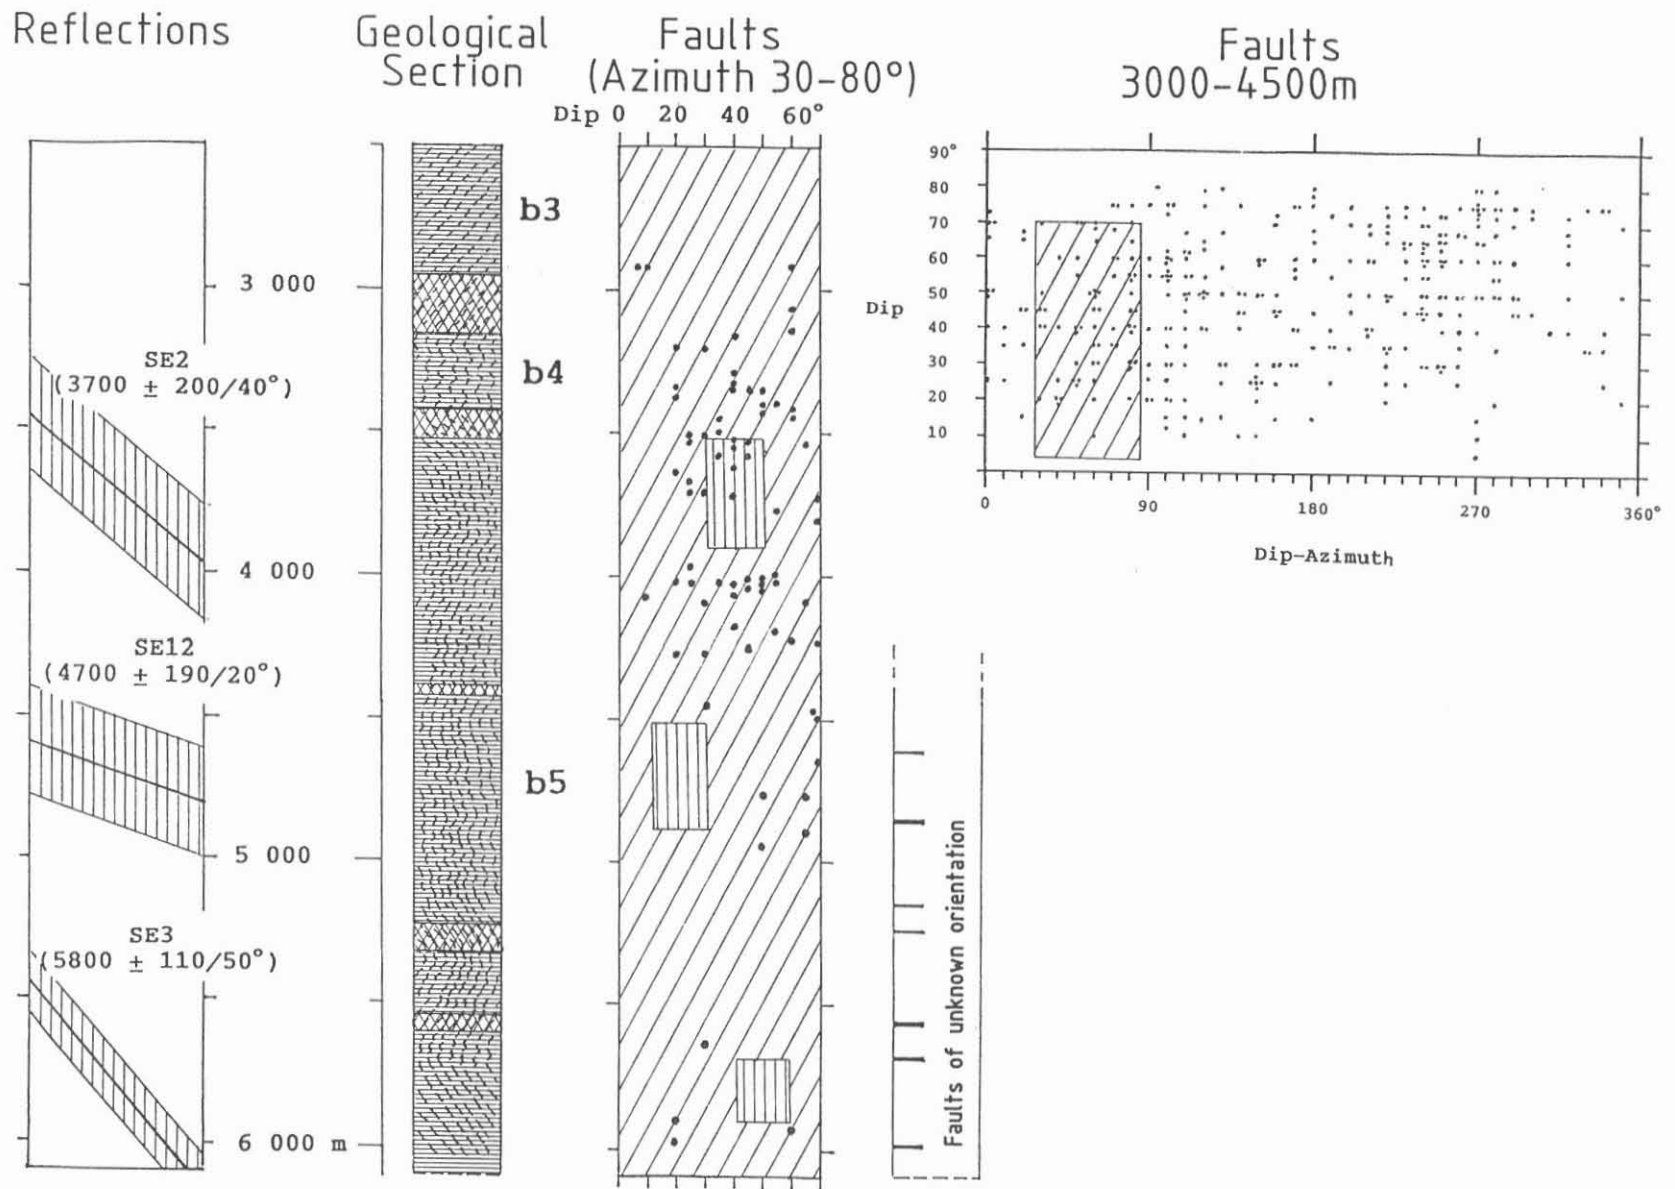 Reflections
Geological
Section
Faults
(Azimuth 30-80°)
Dip 0 20 40 60°
Faults
3000-4500m
b3
3 000
SE2
(3700 ± 200/40°)
b4
4 000
SE12
(4700 ± 190/20°)
b5
5 000
SE3
(5800 ± 110/50°)
6 000 m
Faults of unknown orientation
90°
80
70
60
50
40
30
20
10
Dip
0 90 180 270 360°
Dip-Azimuth